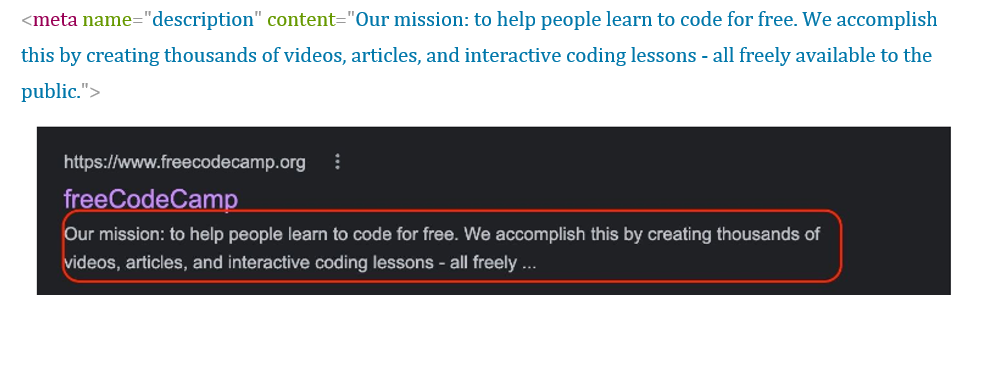 <meta name="description" content="Our mission: to help people learn to code for free. We accomplish
this by creating thousands of videos, articles, and interactive coding lessons - all freely available to the
public.">
https://www.freecodecamp.org
freeCodeCamp
Our mission: to help people learn to code for free. We accomplish this by creating thousands of
videos, articles, and interactive coding lessons - all freely ...